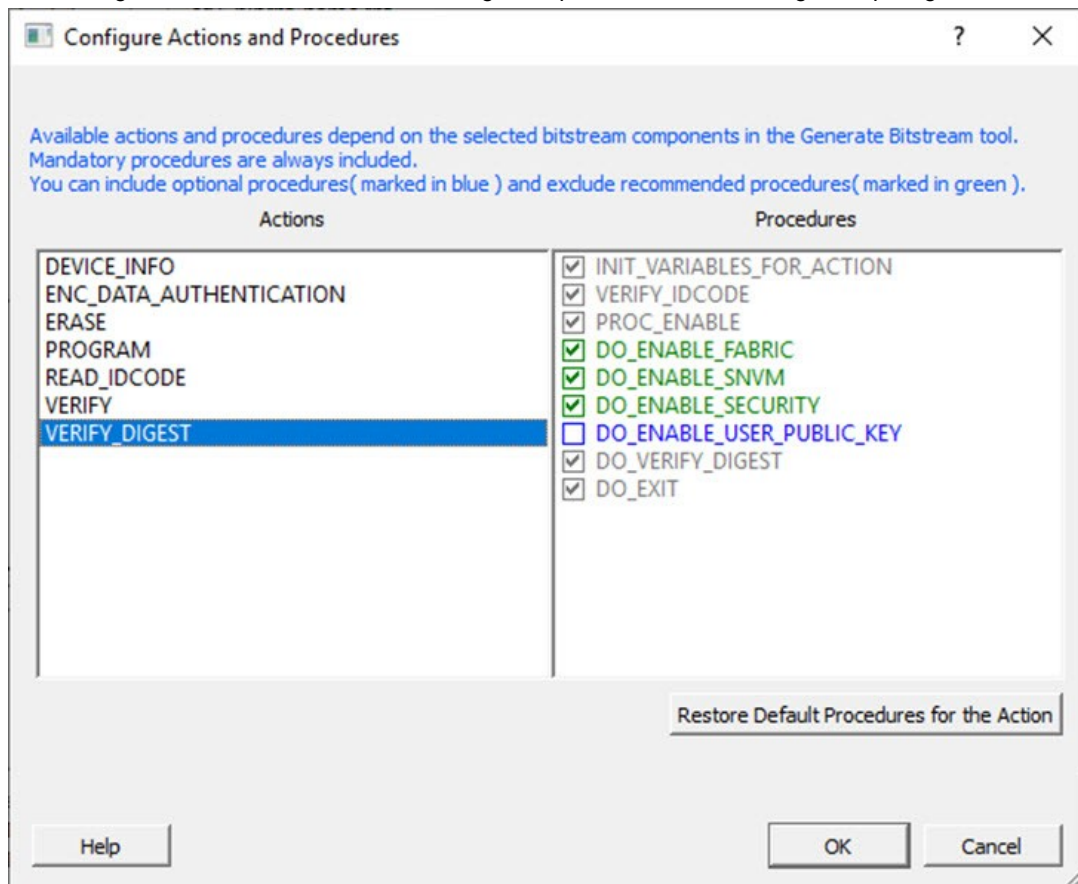 Configure Actions and Procedures
?
Available actions and procedures depend on the selected bitstream components in the Generate Bitstream tool.
Mandatory procedures are always included.
You can include optional procedures( marked in blue ) and exclude recommended procedures( marked in green ).
Actions
Procedures
DEVICE_INFO
ENC_DATA_AUTHENTICATION
ERASE
PROGRAM
READ_IDCODE
VERIFY
VERIFY_DIGEST
INIT_VARIABLES_FOR_ACTION
VERIFY_IDCODE
PROC_ENABLE
DO_ENABLE_FABRIC
DO_ENABLE_SNVM
DO_ENABLE_SECURITY
DO_ENABLE_USER_PUBLIC_KEY
DO_VERIFY_DIGEST
DO_EXIT
Restore Default Procedures for the Action
Help
OK
Cancel